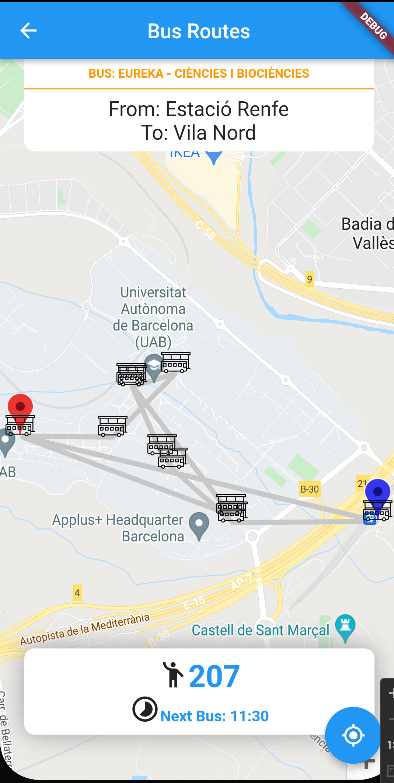 Bus Routes
DEBUG
BUS: EUREKA - CIÈNCIES I BIOCIÈNCIES
From: Estació Renfe
To: Vila Nord
IKEA
C-58
Badia d
Vallès
9
Universitat
Autònoma
de Barcelona
(UAB)
AB
B-30
21
Applus+ Headquarter
Barcelona
AP-7
E-15
4
Autopista de la Mediterrània
Castell de Sant Marçal
207
Next Bus: 11:30
Carr. de Bellater